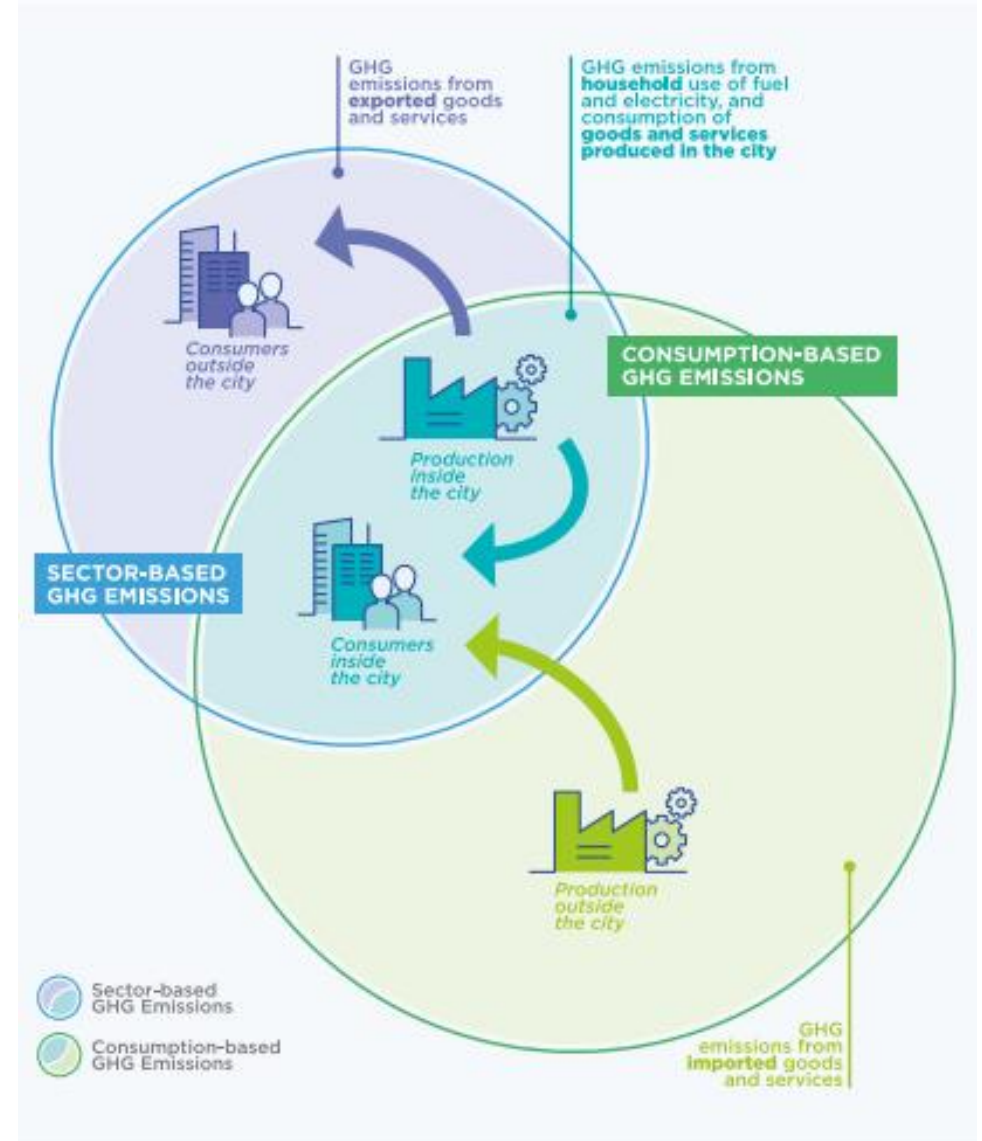 GHG
emissions from
exported goods
and services
GHG emissions from
household use of fuel
and electricity, and
consumption of
goods and services
produced in the city
Consumers
outside
the city
CONSUMPTION-BASED
GHG EMISSIONS
Production
inside
the city
SECTOR-BASED
GHG EMISSIONS
Consumers
inside
the city
Production
outside
the city
Sector-based
GHG Emissions
Consumption-based
GHG Emissions
GHG
emissions from
imported goods
and services